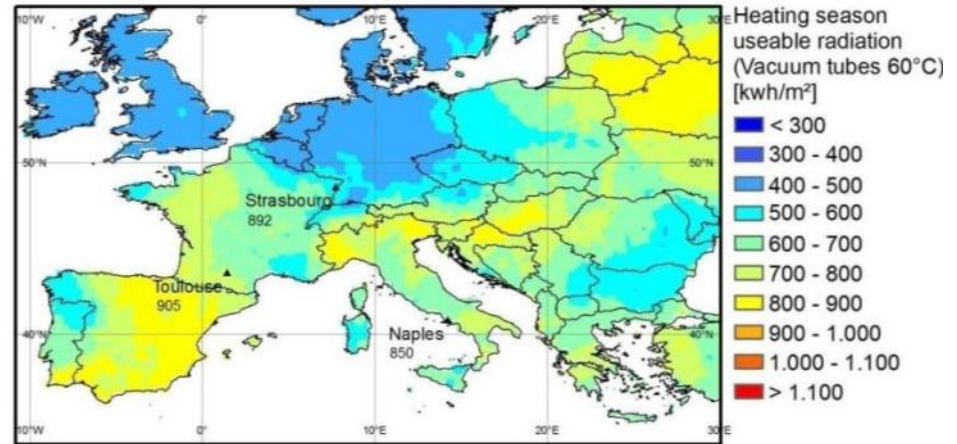 10°W
0°
10°E
20°E
30°E
50°N
50°N
Strasbourg
892
Toulouse
905
40°N
40°N
Naples
850
10°W
0°
10°E
20°E
30°E
Heating season
useable radiation
(Vacuum tubes 60°C)
[kwh/m²]
< 300
300 - 400
400 - 500
500 - 600
600 - 700
700 - 800
800 - 900
900 - 1.000
1.000 - 1.100
> 1.100